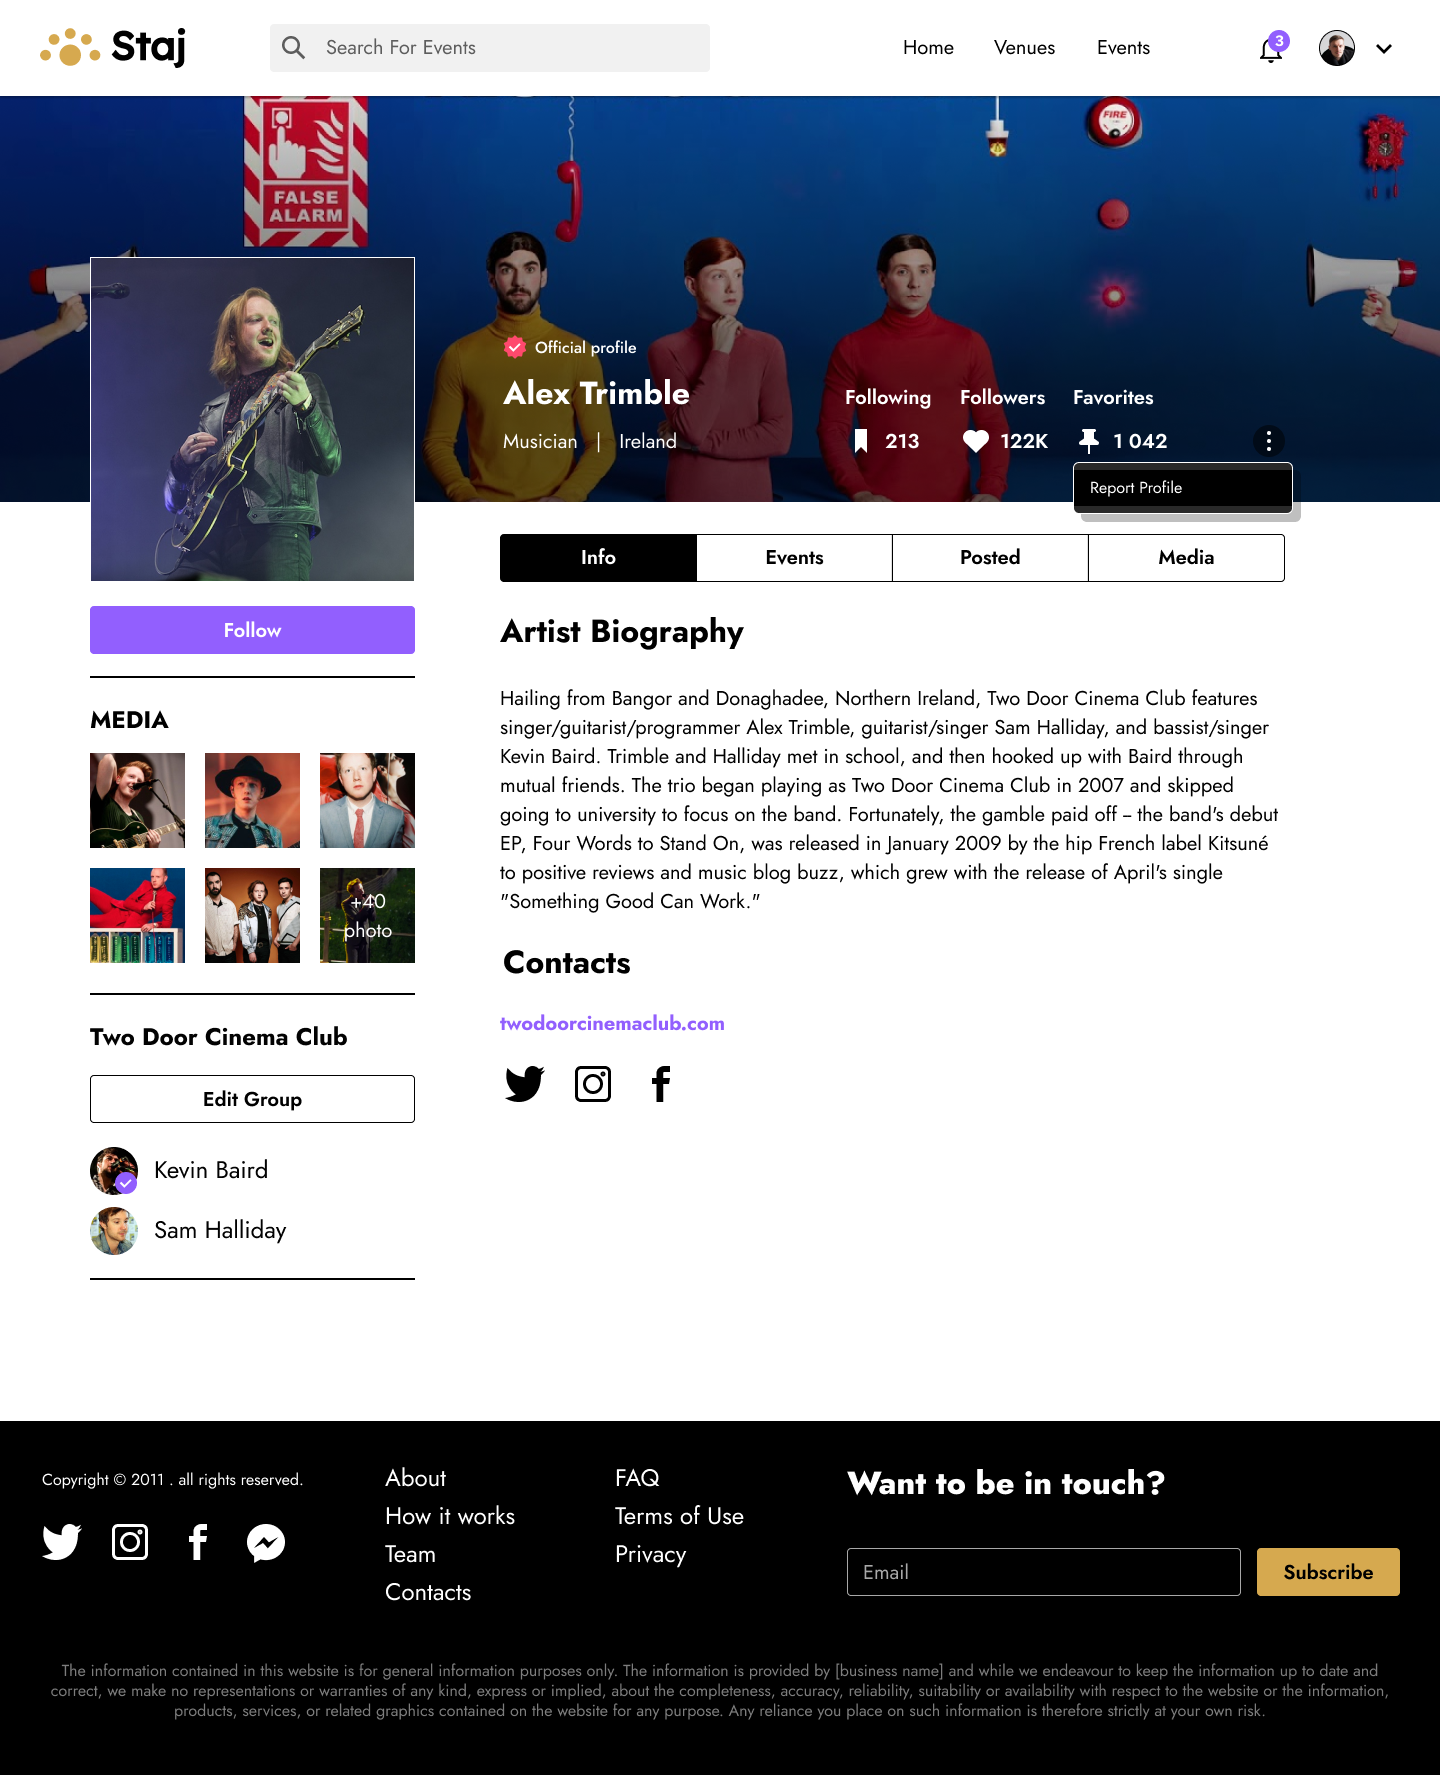 Staj
Search For Events
Home
Venues
Events
3
FALSE
ALARM
FIRE
Official profile
Alex Trimble
Musician | Ireland
Following
Followers
Favorites
213
122K
1 042
Report Profile
Info
Events
Posted
Media
Follow
MEDIA
+40
photo
Two Door Cinema Club
Edit Group
Kevin Baird
Sam Halliday
Artist Biography
Hailing from Bangor and Donaghadee, Northern Ireland, Two Door Cinema Club features
singer/guitarist/programmer Alex Trimble, guitarist/singer Sam Halliday, and bassist/singer
Kevin Baird. Trimble and Halliday met in school, and then hooked up with Baird through
mutual friends. The trio began playing as Two Door Cinema Club in 2007 and skipped
going to university to focus on the band. Fortunately, the gamble paid off – the band's debut
EP, Four Words to Stand On, was released in January 2009 by the hip French label Kitsuné
to positive reviews and music blog buzz, which grew with the release of April's single
"Something Good Can Work."
Contacts
twodoorcinemaclub.com
Copyright © 2011 . all rights reserved.
About
How it works
Team
Contacts
FAQ
Terms of Use
Privacy
Want to be in touch?
Email
Subscribe
The information contained in this website is for general information purposes only. The information is provided by [business name] and while we endeavour to keep the information up to date and
correct, we make no representations or warranties of any kind, express or implied, about the completeness, accuracy, reliability, suitability or availability with respect to the website or the information,
products, services, or related graphics contained on the website for any purpose. Any reliance you place on such information is therefore strictly at your own risk.